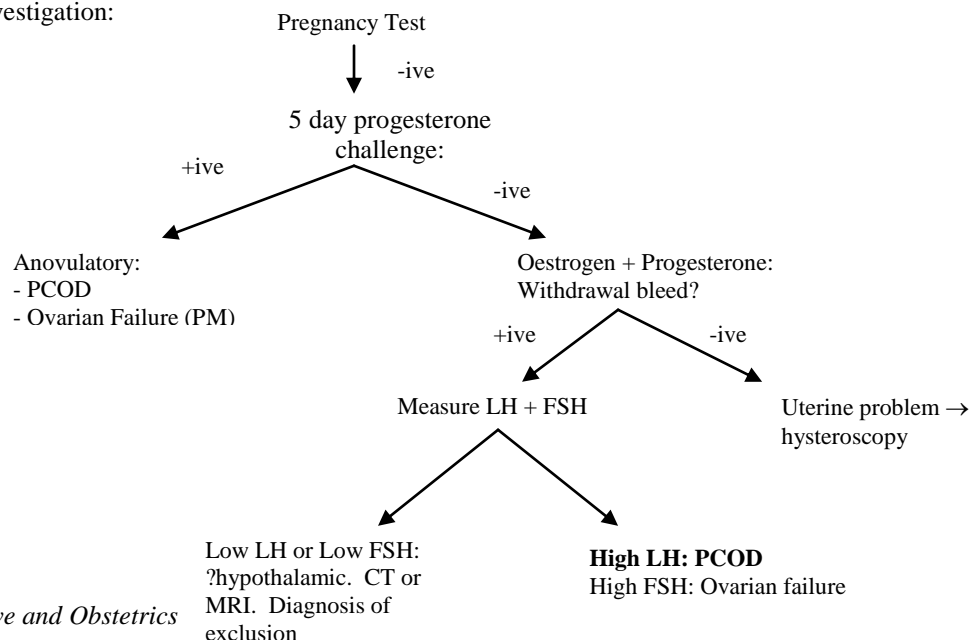 vestigation:
Pregnancy Test
-ive
5 day progesterone
challenge:
+ive
-ive
Anovulatory:
- PCOD
- Ovarian Failure (PM)
Oestrogen + Progesterone:
Withdrawal bleed?
+ive
-ive
Measure LH + FSH
Uterine problem →
hysteroscopy
Low LH or Low FSH:
?hypothalamic. CT or
MRI. Diagnosis of
exclusion
High LH: PCOD
High FSH: Ovarian failure
ve and Obstetrics